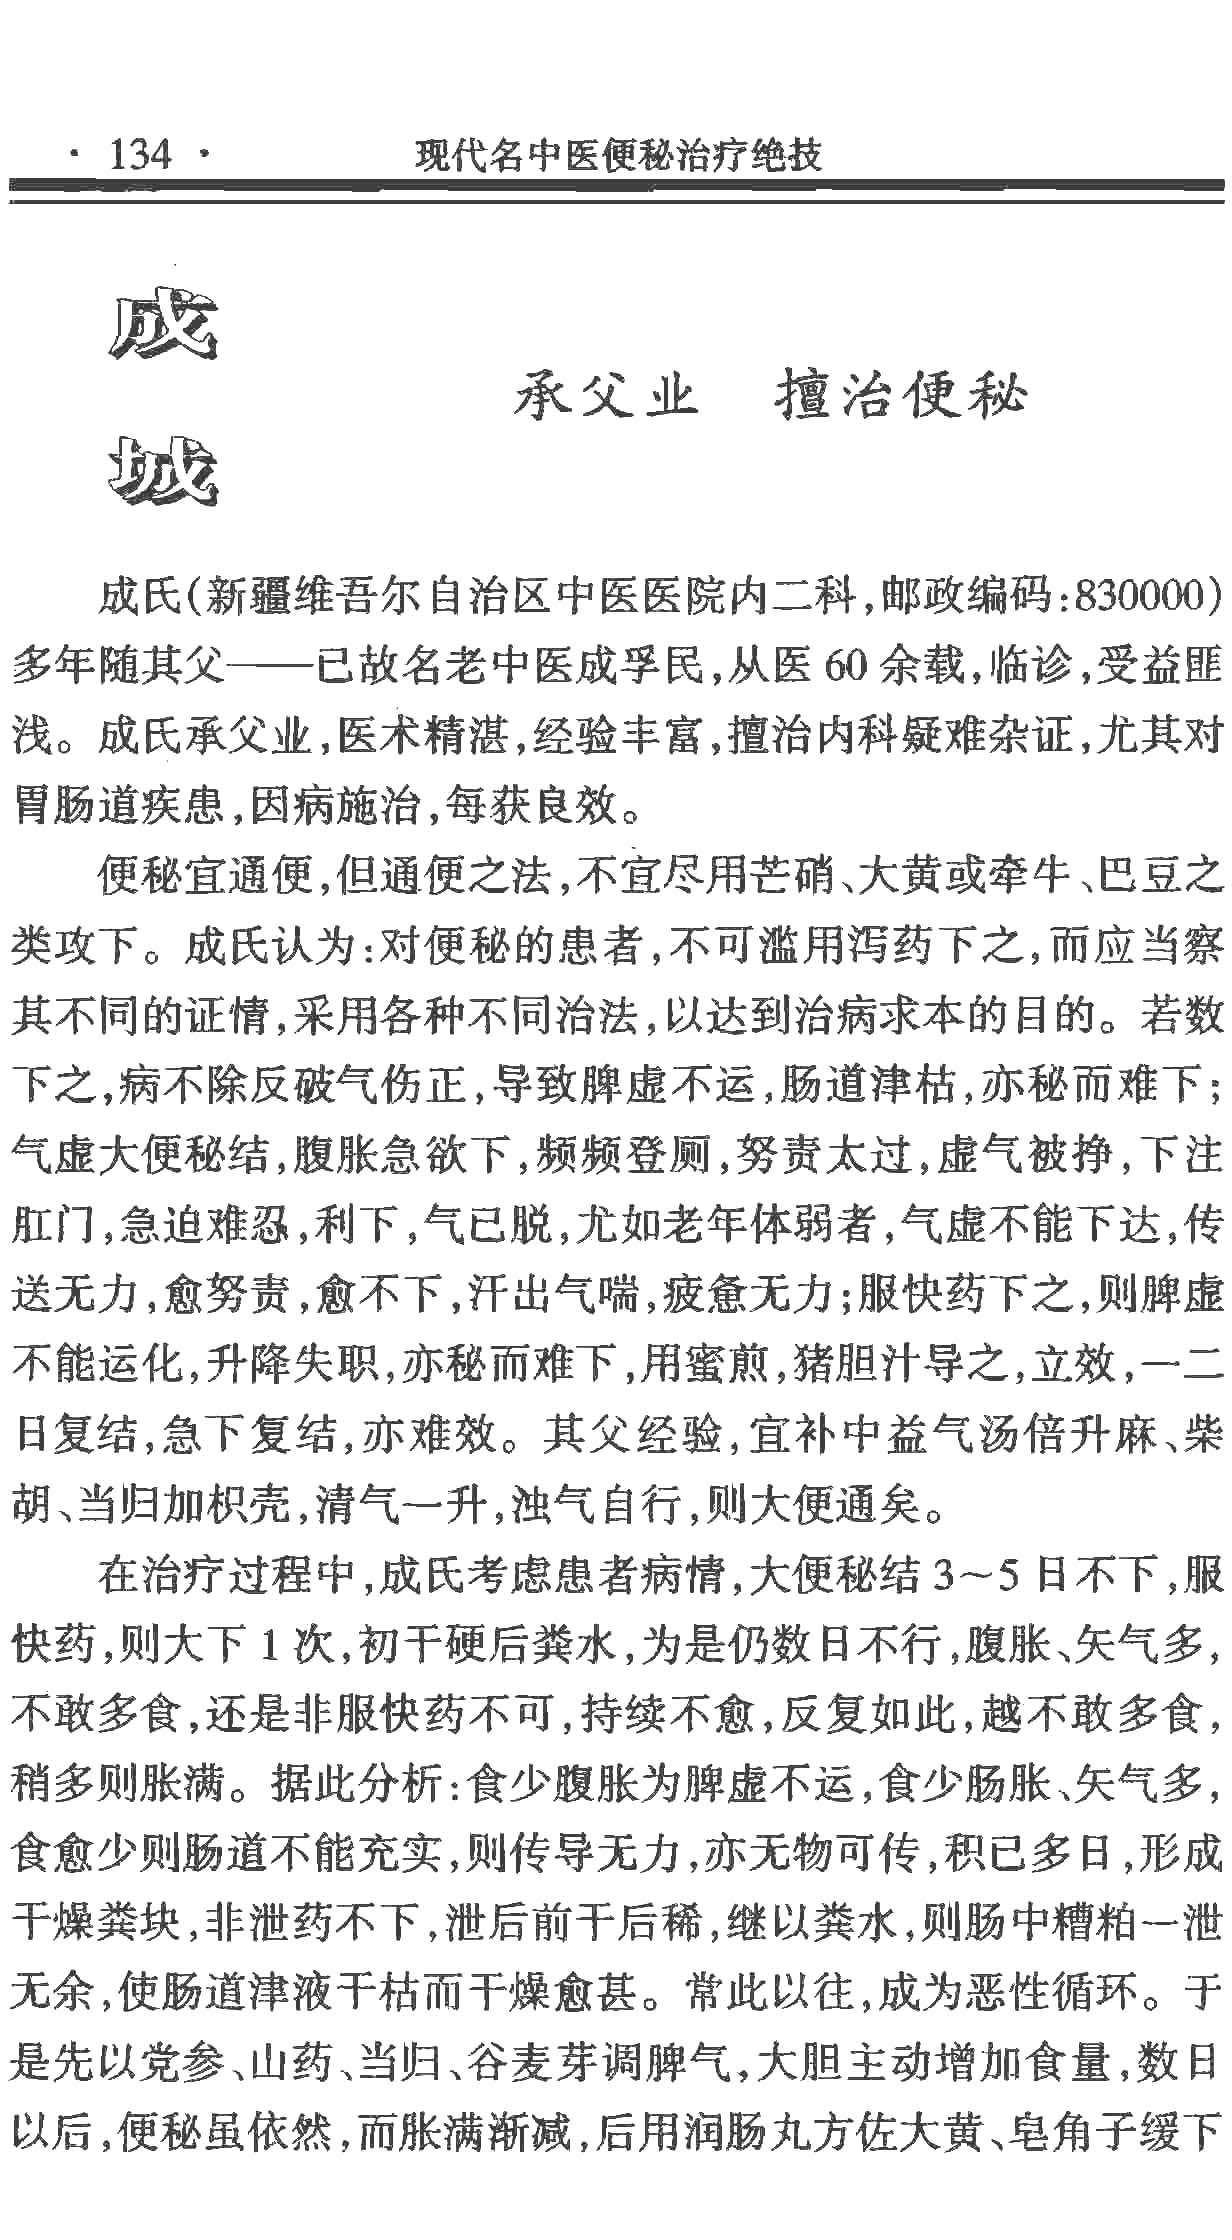 · 134 ·
现代名中医便秘治疗绝技
成
城
承父业 擅治便秘
成氏(新疆维吾尔自治区中医医院内二科,邮政编码:830000)
多年随其父——已故名老中医成孚民,从医 60 余载,临诊,受益匪
浅。成氏承父业,医术精湛,经验丰富,擅治内科疑难杂证,尤其对
胃肠道疾患,因病施治,每获良效。
便秘宜通便,但通便之法,不宜尽用芒硝、大黄或牵牛、巴豆之
类攻下。成氏认为:对便秘的患者,不可滥用泻药下之,而应当察
其不同的证情,采用各种不同治法,以达到治病求本的目的。若数
下之,病不除反破气伤正,导致脾虚不运,肠道津枯,亦秘而难下;
气虚大便秘结,腹胀急欲下,频频登厕,努责太过,虚气被挣,下注
肛门,急迫难忍,利下,气已脱,尤如老年体弱者,气虚不能下达,传
送无力,愈努责,愈不下,汗出气喘,疲惫无力;服快药下之,则脾虚
不能运化,升降失职,亦秘而难下,用蜜煎,猪胆汁导之,立效,一二
日复结,急下复结,亦难效。其父经验,宜补中益气汤倍升麻、柴
胡、当归加枳壳,清气一升,浊气自行,则大便通矣。
在治疗过程中,成氏考虑患者病情,大便秘结 3～5 日不下,服
快药,则大下 1 次,初干硬后粪水,为是仍数日不行,腹胀、矢气多,
不敢多食,还是非服快药不可,持续不愈,反复如此,越不敢多食,
稍多则胀满。据此分析:食少腹胀为脾虚不运,食少肠胀、矢气多,
食愈少则肠道不能充实,则传导无力,亦无物可传,积已多日,形成
干燥粪块,非泄药不下,泄后前干后稀,继以粪水,则肠中糟粕一泄
无余,使肠道津液干枯而干燥愈甚。常此以往,成为恶性循环。于
是先以党参、山药、当归、谷麦芽调脾气,大胆主动增加食量,数日
以后,便秘虽依然,而胀满渐减,后用润肠丸方佐大黄、皂角子缓下